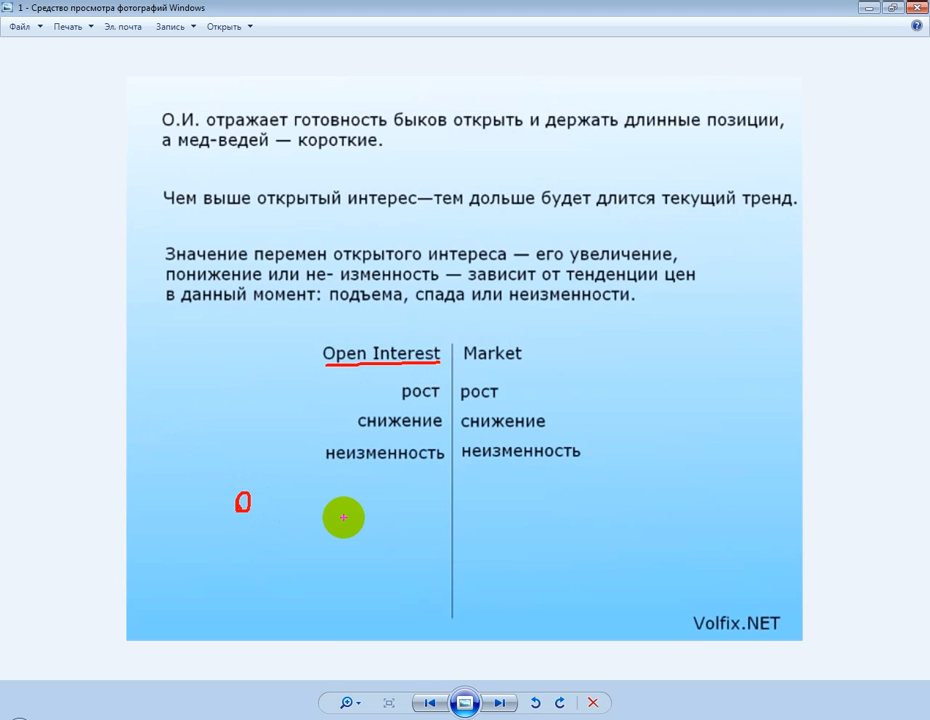 1 - Средство просмотра фотографий Windows
Файл Печать Эл. почта Запись Открыть
О.И. отражает готовность быков открыть и держать длинные позиции,
а мед-ведей — короткие.
Чем выше открытый интерес—тем дольше будет длится текущий тренд.
Значение перемен открытого интереса — его увеличение,
понижение или не- изменность — зависит от тенденции цен
в данный момент: подъема, спада или неизменности.
Open Interest Market
рост рост
снижение снижение
неизменность неизменность
0
Volfix.NET